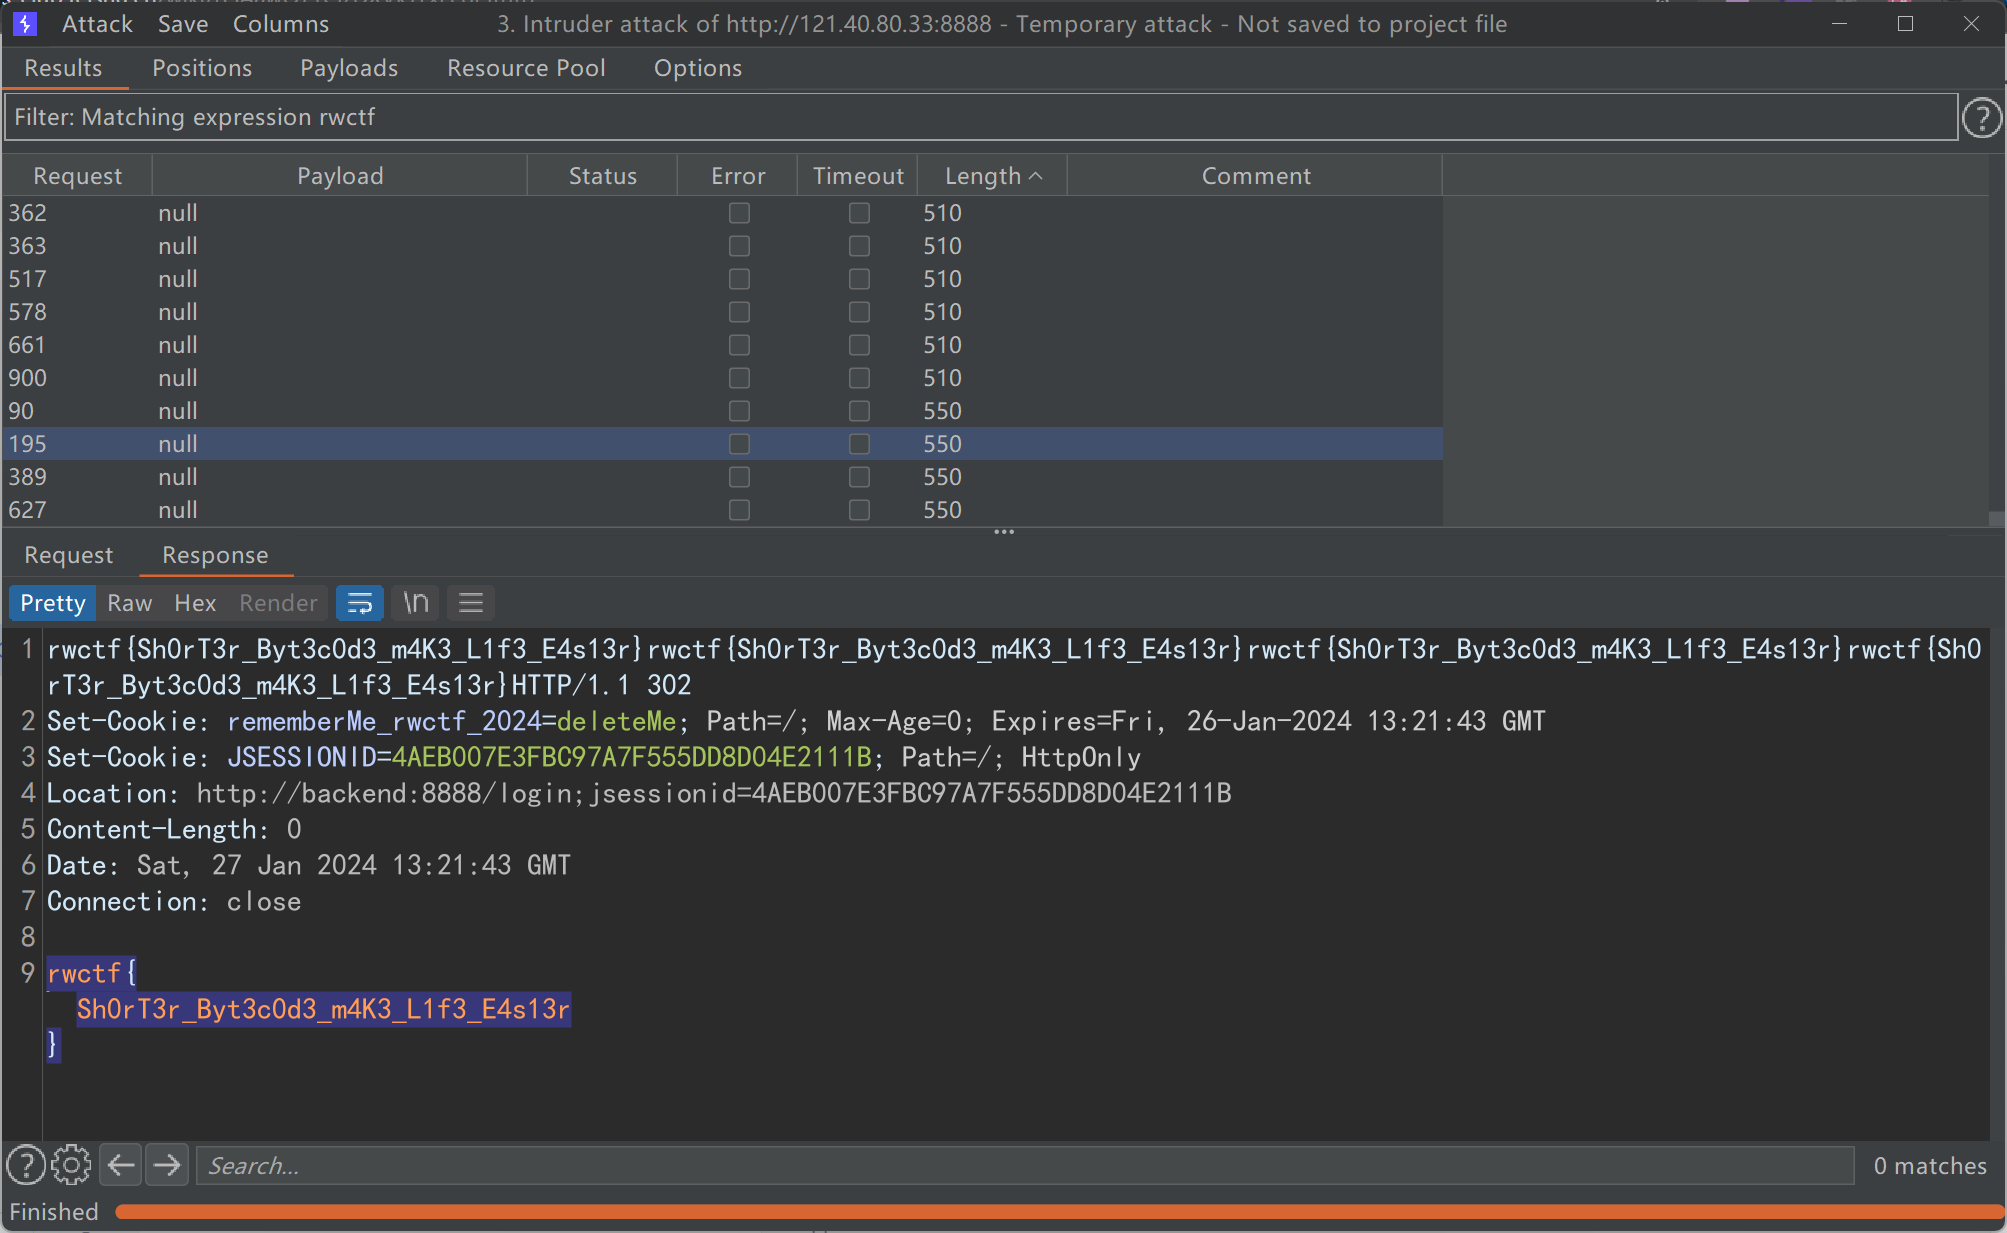 Attack Save Columns 3. Intruder attack of http://121.40.80.33:8888 - Temporary attack - Not saved to project file
Results Positions Payloads Resource Pool Options
Filter: Matching expression rwctf ?
Request Payload Status Error Timeout Length Comment
362 null 510
363 null 510
517 null 510
578 null 510
661 null 510
900 null 510
90 null 550
195 null 550
389 null 550
627 null 550
Request Response
Pretty Raw Hex Render \n
1 rwctf{Sh0rT3r_Byt3c0d3_m4K3_L1f3_E4s13r}rwctf{Sh0rT3r_Byt3c0d3_m4K3_L1f3_E4s13r}rwctf{Sh0rT3r_Byt3c0d3_m4K3_L1f3_E4s13r}rwctf{Sh0
rT3r_Byt3c0d3_m4K3_L1f3_E4s13r}HTTP/1.1 302
2 Set-Cookie: rememberMe_rwctf_2024=deleteMe; Path=/; Max-Age=0; Expires=Fri, 26-Jan-2024 13:21:43 GMT
3 Set-Cookie: JSESSIONID=4AEB007E3FBC97A7F555DD8D04E2111B; Path=/; HttpOnly
4 Location: http://backend:8888/login;jsessionid=4AEB007E3FBC97A7F555DD8D04E2111B
5 Content-Length: 0
6 Date: Sat, 27 Jan 2024 13:21:43 GMT
7 Connection: close
8
9 rwctf{
Sh0rT3r_Byt3c0d3_m4K3_L1f3_E4s13r
}
? Search... 0 matches
Finished